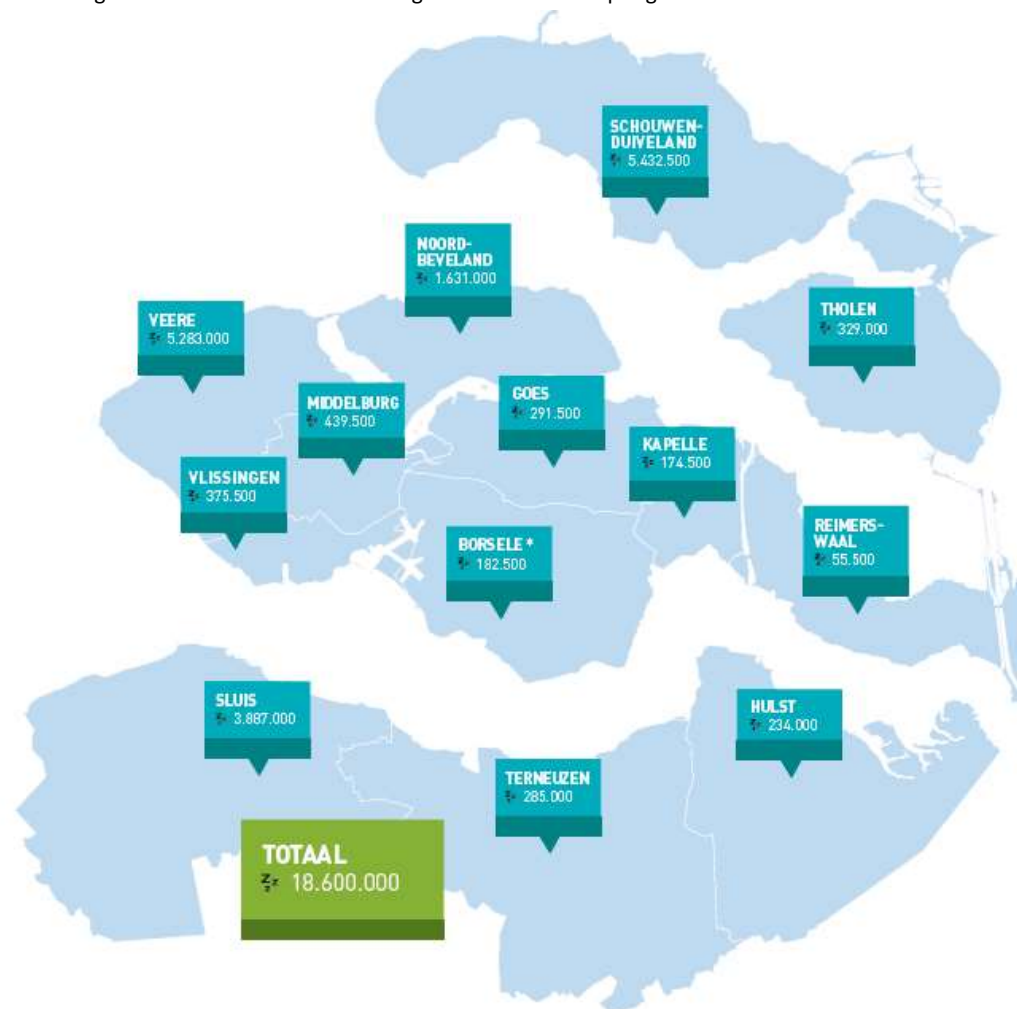 SCHOUWEN-
DUIVELAND
5.432.500
NOORD-
BEVELAND
1.631.000
VEERE
5.283.000
THOLEN
329.000
MIDDELBURG
439.500
GOES
291.500
KAPELLE
174.500
VLISSINGEN
375.500
BORSELE *
182.500
REIMERS-
WAAL
55.500
SLUIS
3.887.000
HULST
234.000
TERNEUZEN
285.000
TOTAAL
Zzz 18.600.000